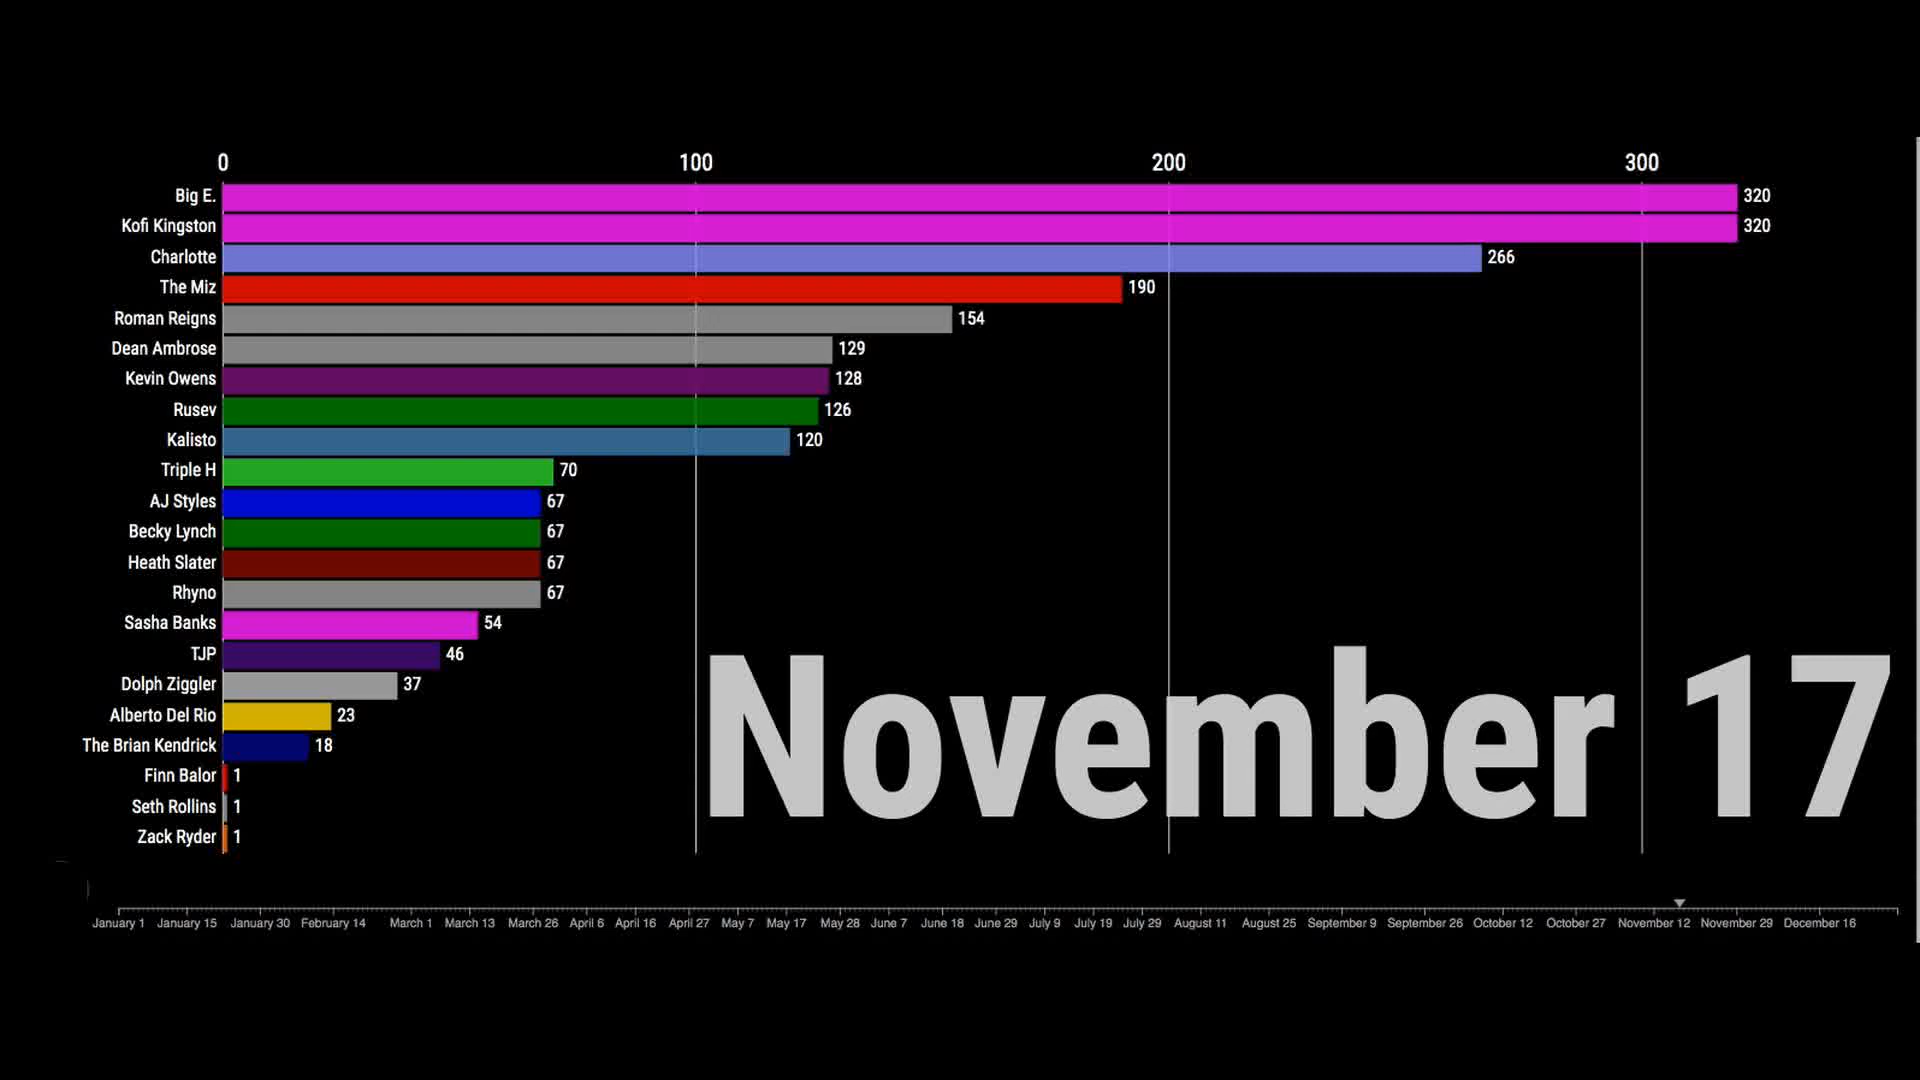 0 100 200 300
Big E. 320
Kofi Kingston 320
Charlotte 266
The Miz 190
Roman Reigns 154
Dean Ambrose 129
Kevin Owens 128
Rusev 126
Kalisto 120
Triple H 70
AJ Styles 67
Becky Lynch 67
Heath Slater 67
Rhyno 67
Sasha Banks 54
TJP 46
Dolph Ziggler 37
Alberto Del Rio 23
The Brian Kendrick 18
Finn Balor 1
Seth Rollins 1
Zack Ryder 1
November 17
January 1 January 15 January 30 February 14 March 1 March 13 March 26 April 6 April 16 April 27 May 7 May 17 May 28 June 7 June 18 June 29 July 9 July 19 July 29 August 11 August 25 September 9 September 26 October 12 October 27 November 12 November 29 December 16